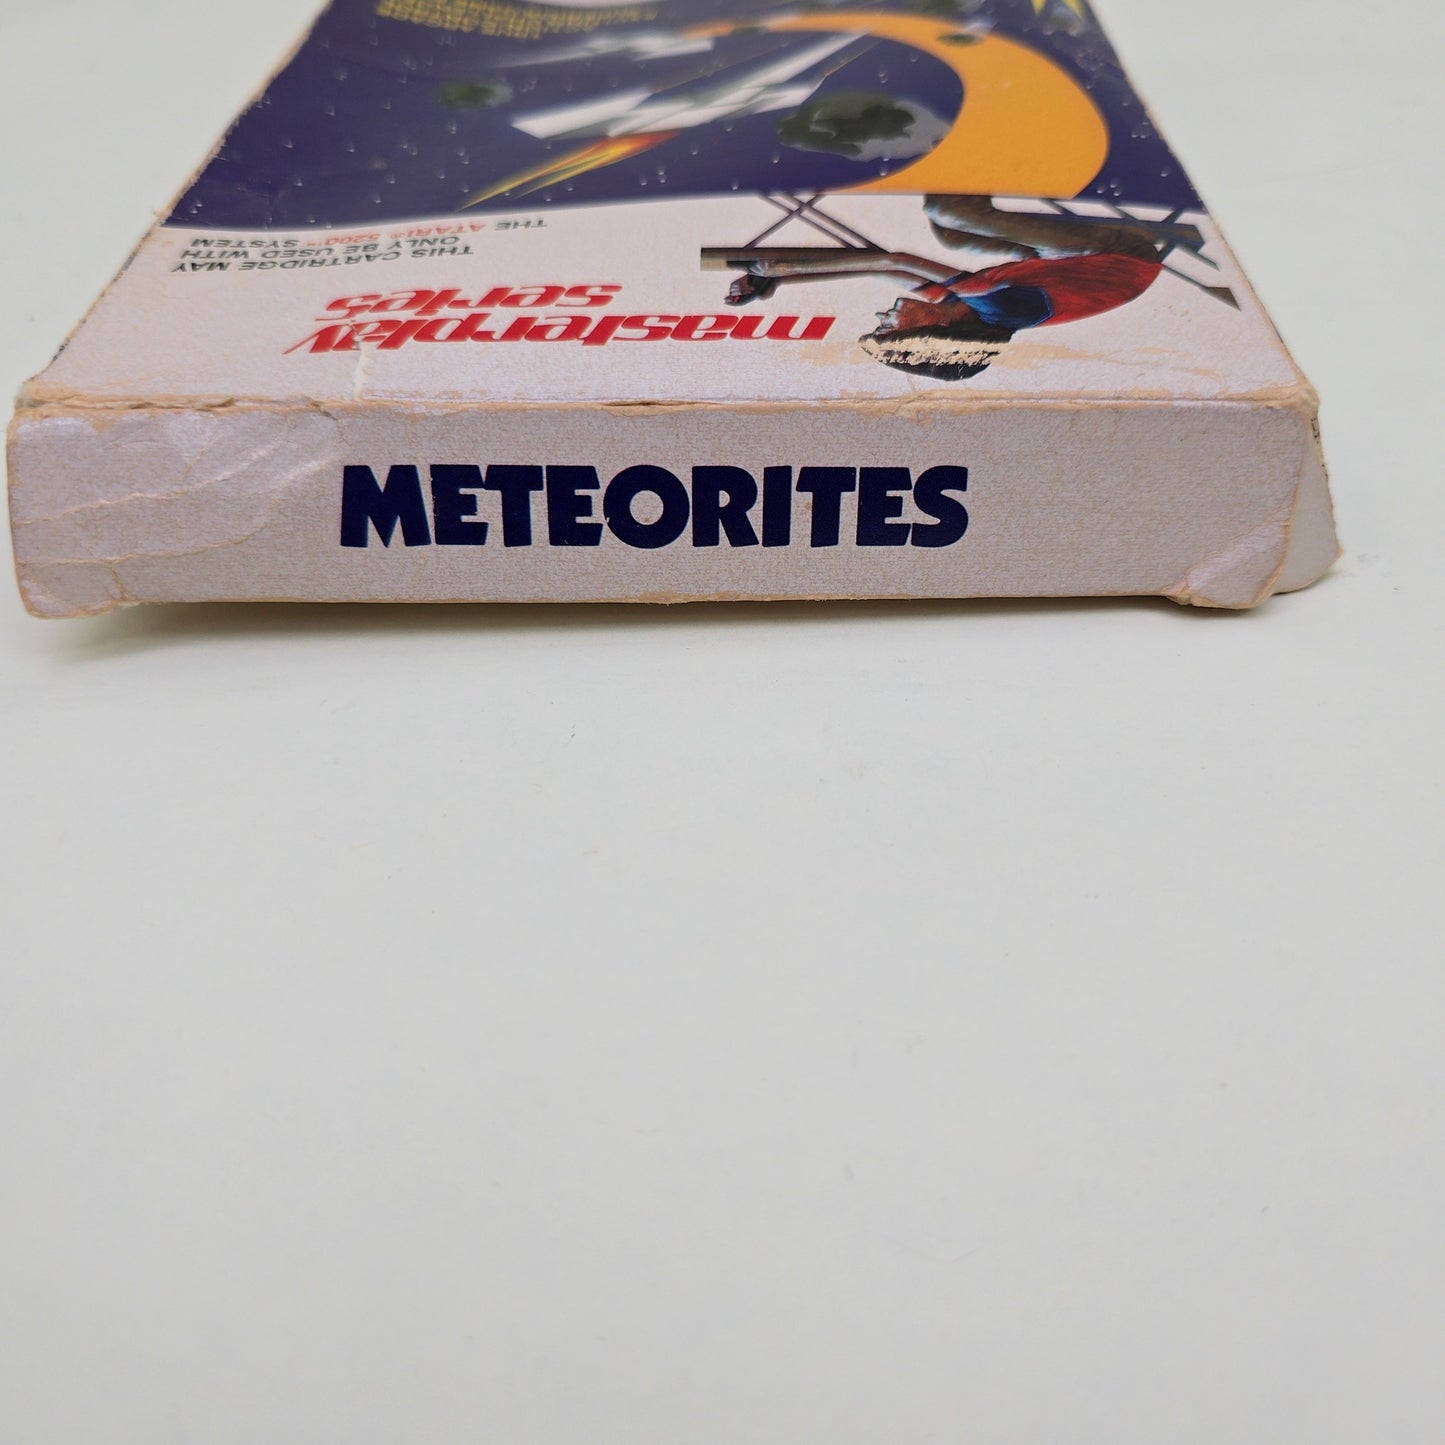 METEORITES
masterplay
series
THIS CARTRIDGE MAY
ONLY BE USED WITH
THE ATARI® 5200™ SYSTEM